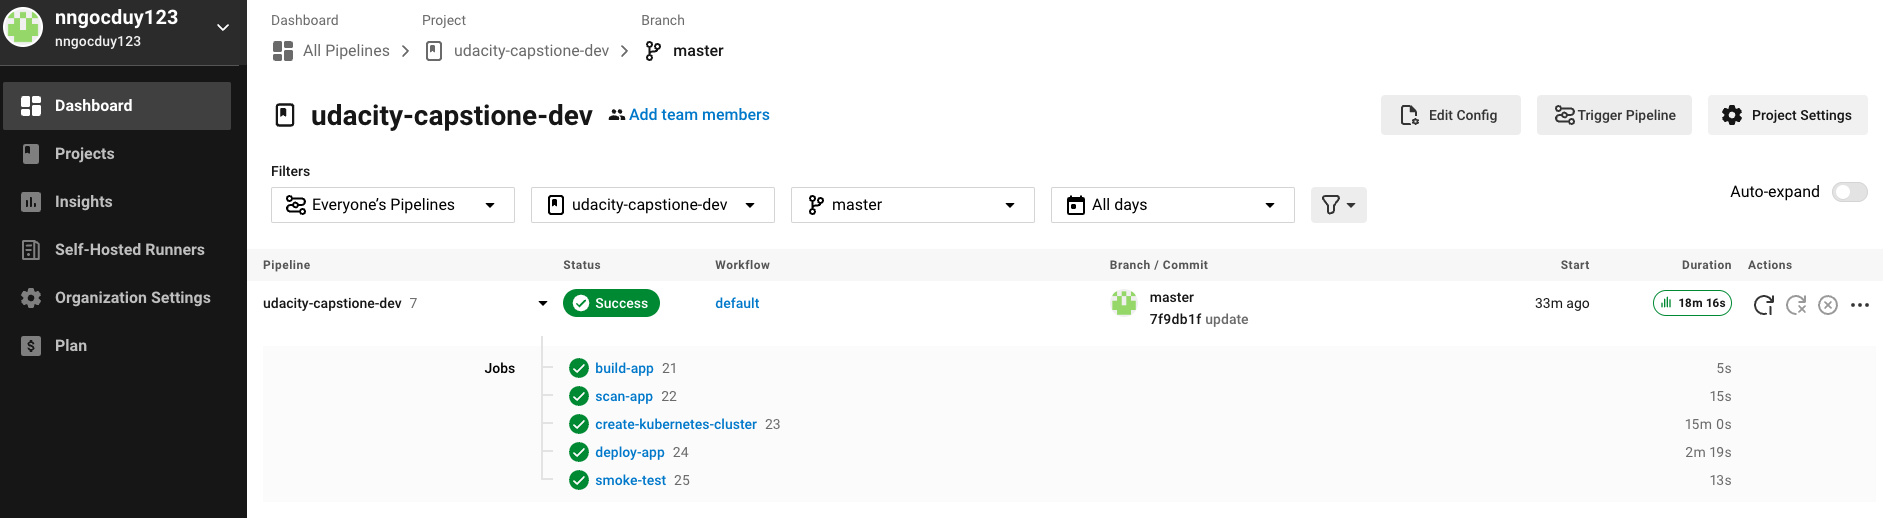 nngocduy123
nngocduy123
Dashboard
Projects
Insights
Self-Hosted Runners
Organization Settings
Plan
Dashboard Project Branch
All Pipelines udacity-capstione-dev master
udacity-capstione-dev Add team members Edit Config Trigger Pipeline Project Settings
Filters
Everyone's Pipelines udacity-capstione-dev master All days Auto-expand
Pipeline Status Workflow Branch / Commit Start Duration Actions
udacity-capstione-dev 7 Success default master 33m ago 18m 16s
7f9db1f update
Jobs build-app 21 5s
scan-app 22 15s
create-kubernetes-cluster 23 15m 0s
deploy-app 24 2m 19s
smoke-test 25 13s